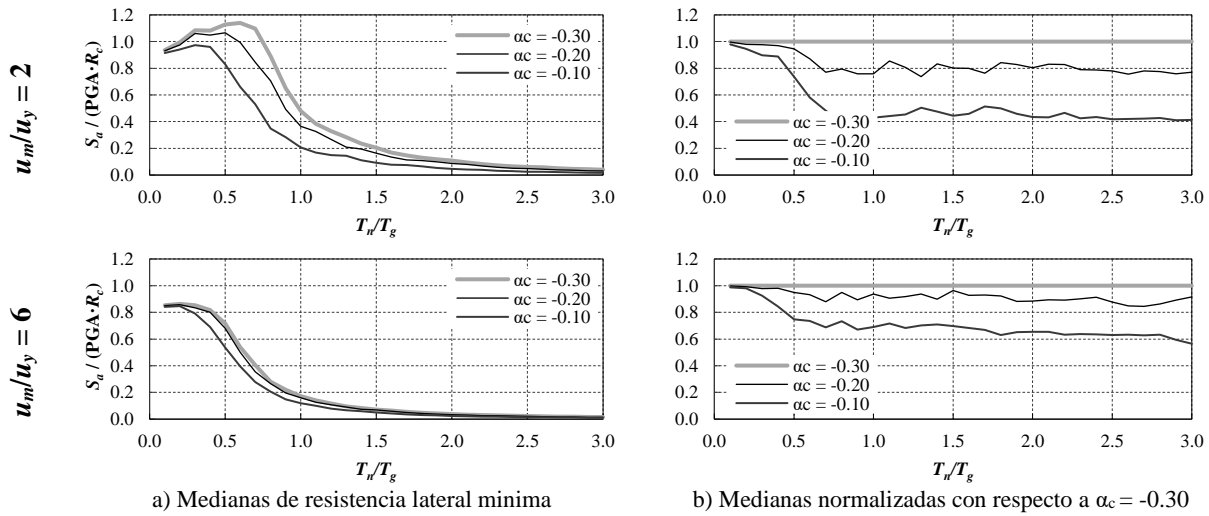 u_m/u_y = 2
S_a / (PGA·R_c)
1.2
1.0
0.8
0.6
0.4
0.2
0.0
αc = -0.30
αc = -0.20
αc = -0.10
0.0 0.5 1.0 1.5 2.0 2.5 3.0
T_n/T_g
1.2
1.0
0.8
0.6
0.4
0.2
0.0
αc = -0.30
αc = -0.20
αc = -0.10
0.0 0.5 1.0 1.5 2.0 2.5 3.0
T_n/T_g
u_m/u_y = 6
S_a / (PGA·R_c)
1.2
1.0
0.8
0.6
0.4
0.2
0.0
αc = -0.30
αc = -0.20
αc = -0.10
0.0 0.5 1.0 1.5 2.0 2.5 3.0
T_n/T_g
1.2
1.0
0.8
0.6
0.4
0.2
0.0
αc = -0.30
αc = -0.20
αc = -0.10
0.0 0.5 1.0 1.5 2.0 2.5 3.0
T_n/T_g
a) Medianas de resistencia lateral minima
b) Medianas normalizadas con respecto a αc = -0.30